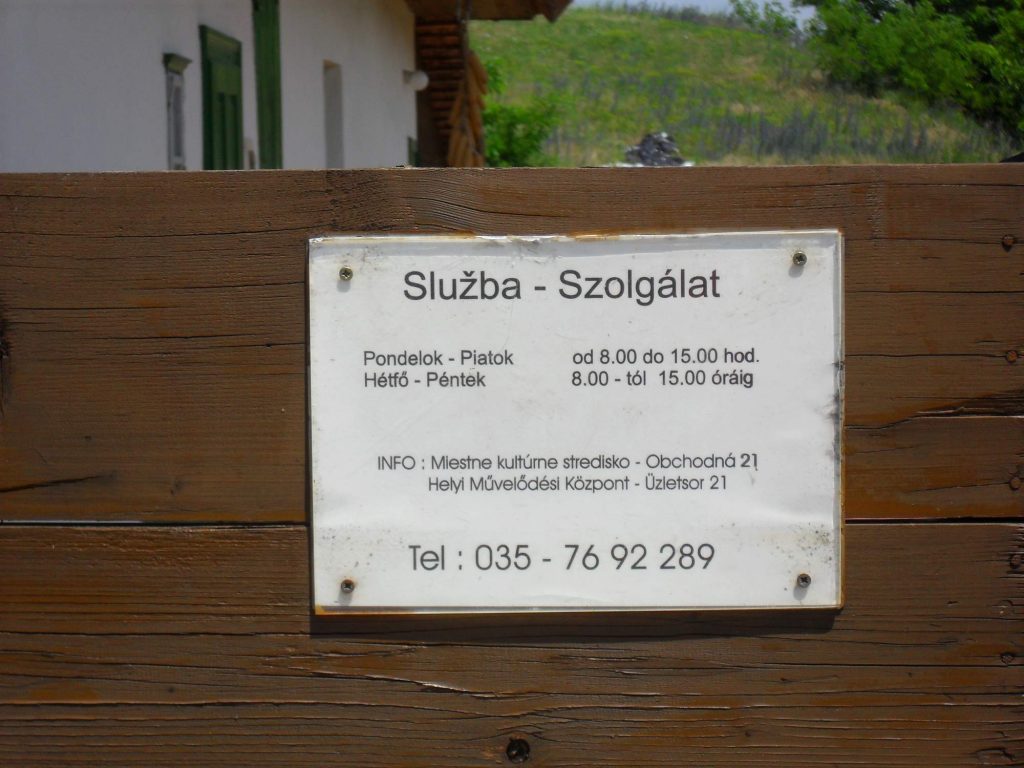 Služba - Szolgálat
Pondelok - Piatok od 8.00 do 15.00 hod.
Hétfő - Péntek 8.00 - tól 15.00 óráig
INFO : Miestne kultúrne stredisko - Obchodná 21
Helyi Művelődési Központ - Üzletsor 21
Tel : 035 - 76 92 289